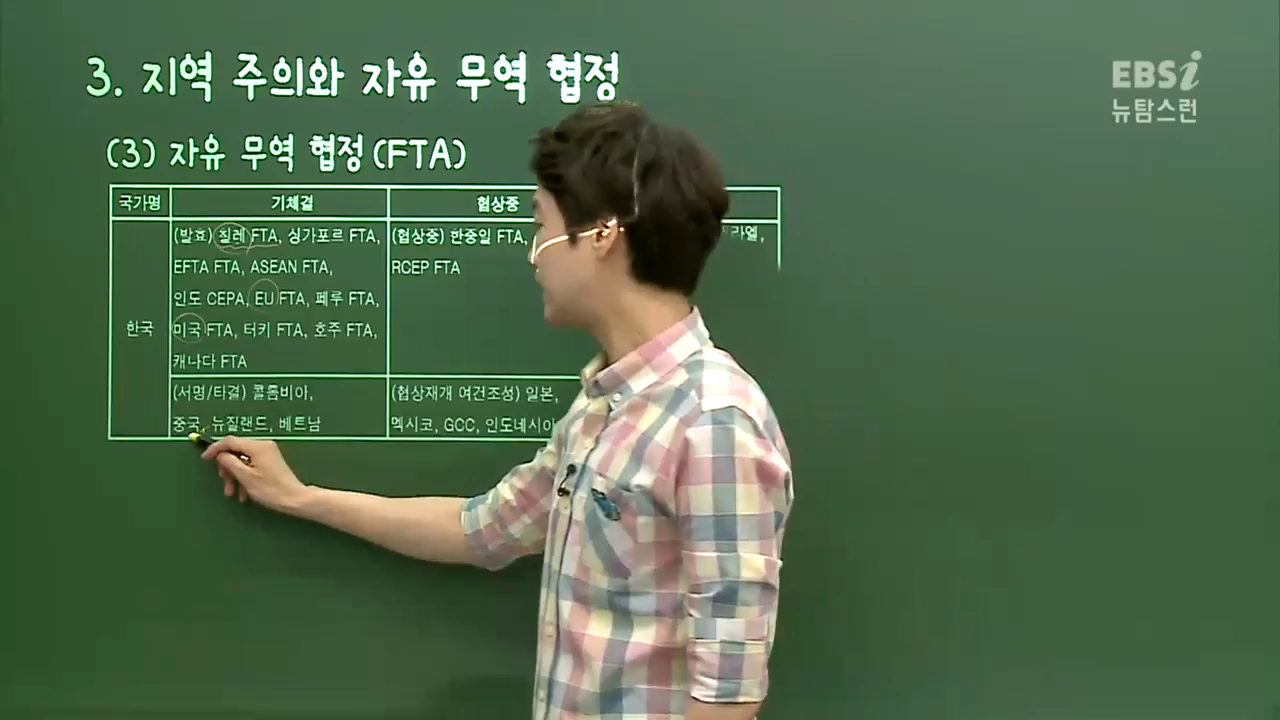 3. 지역 주의와 자유 무역 협정
EBSi
뉴탐스런
(3) 자유 무역 협정(FTA)
국가명 기체결 협상중
(발효) 칠레 FTA, 싱가포르 FTA,
EFTA FTA, ASEAN FTA,
인도 CEPA, EU FTA, 페루 FTA,
미국 FTA, 터키 FTA, 호주 FTA,
캐나다 FTA
(협상중) 한중일 FTA,
RCEP FTA
라엘,
한국
(서명/타결) 콜롬비아,
중국, 뉴질랜드, 베트남
(협상재개 여건조성) 일본,
멕시코, GCC, 인도네시아